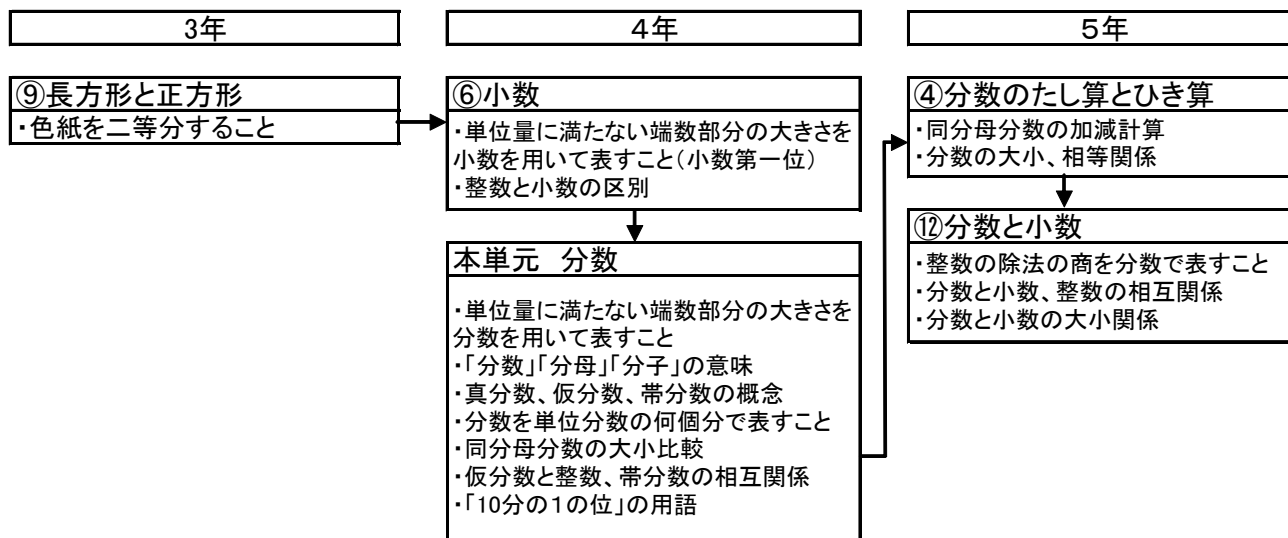 3年
４年
５年
⑨長方形と正方形
・色紙を二等分すること
⑥小数
・単位量に満たない端数部分の大きさを
小数を用いて表すこと（小数第一位）
・整数と小数の区別
本単元　分数
・単位量に満たない端数部分の大きさを
分数を用いて表すこと
・「分数」「分母」「分子」の意味
・真分数、仮分数、帯分数の概念
・分数を単位分数の何個分で表すこと
・同分母分数の大小比較
・仮分数と整数、帯分数の相互関係
・「10分の１の位」の用語
④分数のたし算とひき算
・同分母分数の加減計算
・分数の大小、相等関係
⑫分数と小数
・整数の除法の商を分数で表すこと
・分数と小数、整数の相互関係
・分数と小数の大小関係